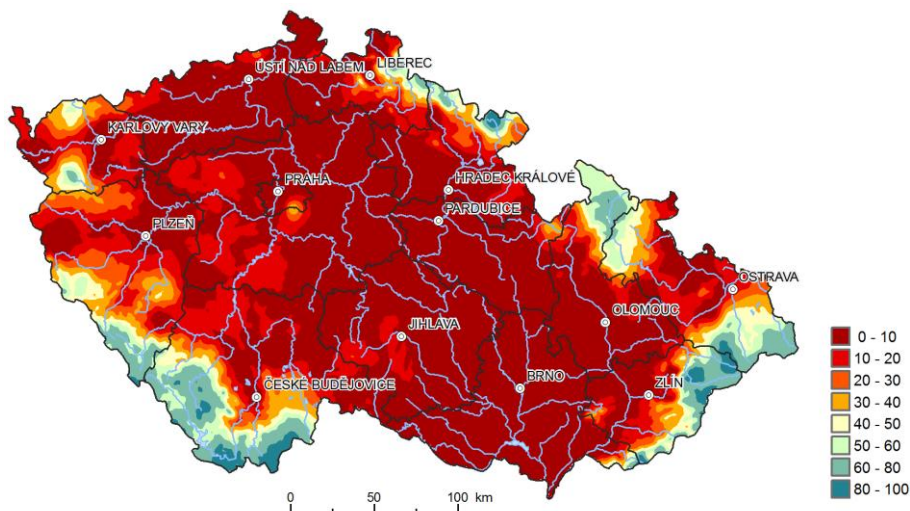 ÚSTÍ NAD LABEM
LIBEREC
KARLOVY VARY
PRAHA
HRADEC KRÁLOVÉ
PARDUBICE
PLZEŇ
OSTRAVA
OLOMOUC
JIHLAVA
ČESKÉ BUDĚJOVICE
BRNO
ZLÍN
0 - 10
10 - 20
20 - 30
30 - 40
40 - 50
50 - 60
60 - 80
80 - 100
0 50 100 km